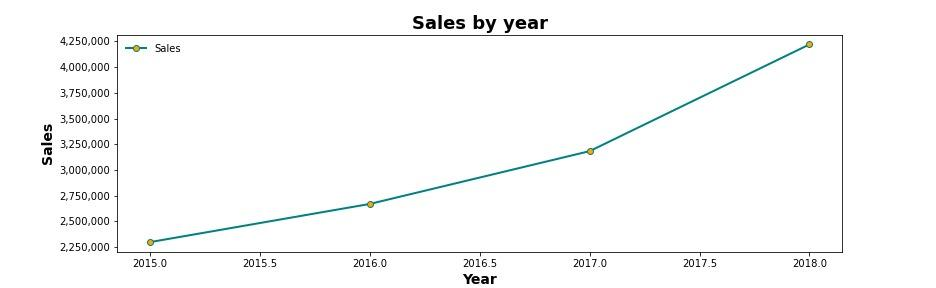 Sales by year
Sales
4,250,000
4,000,000
3,750,000
3,500,000
3,250,000
3,000,000
2,750,000
2,500,000
2,250,000
Sales
2015.0 2015.5 2016.0 2016.5 2017.0 2017.5 2018.0
Year